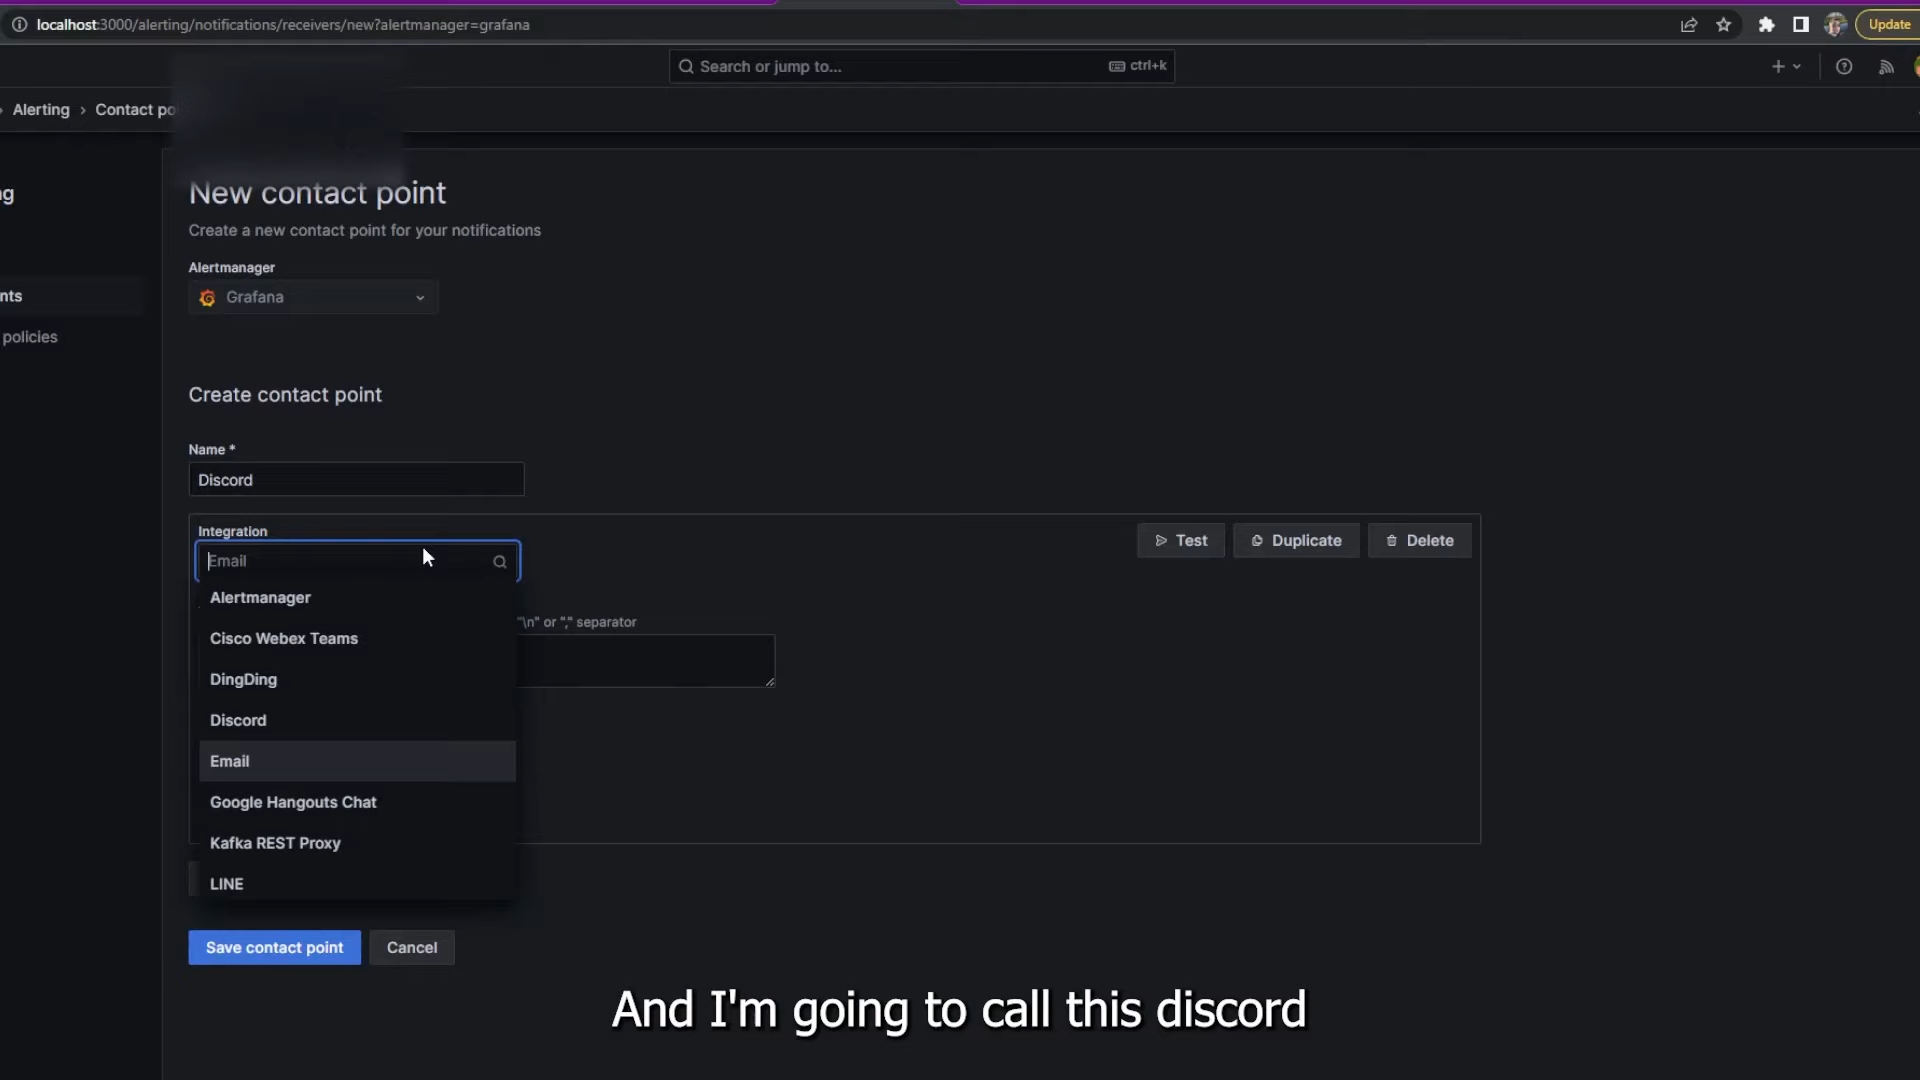 localhost:3000/alerting/notifications/receivers/new?alertmanager=grafana
Update
Search or jump to...
ctrl+k
Alerting › Contact po
New contact point
Create a new contact point for your notifications
ng
Alertmanager
Grafana
nts
policies
Create contact point
Name *
Discord
Integration
Email
Test
Duplicate
Delete
Alertmanager
"\n" or "," separator
Cisco Webex Teams
DingDing
Discord
Email
Google Hangouts Chat
Kafka REST Proxy
LINE
Save contact point
Cancel
And I'm going to call this discord